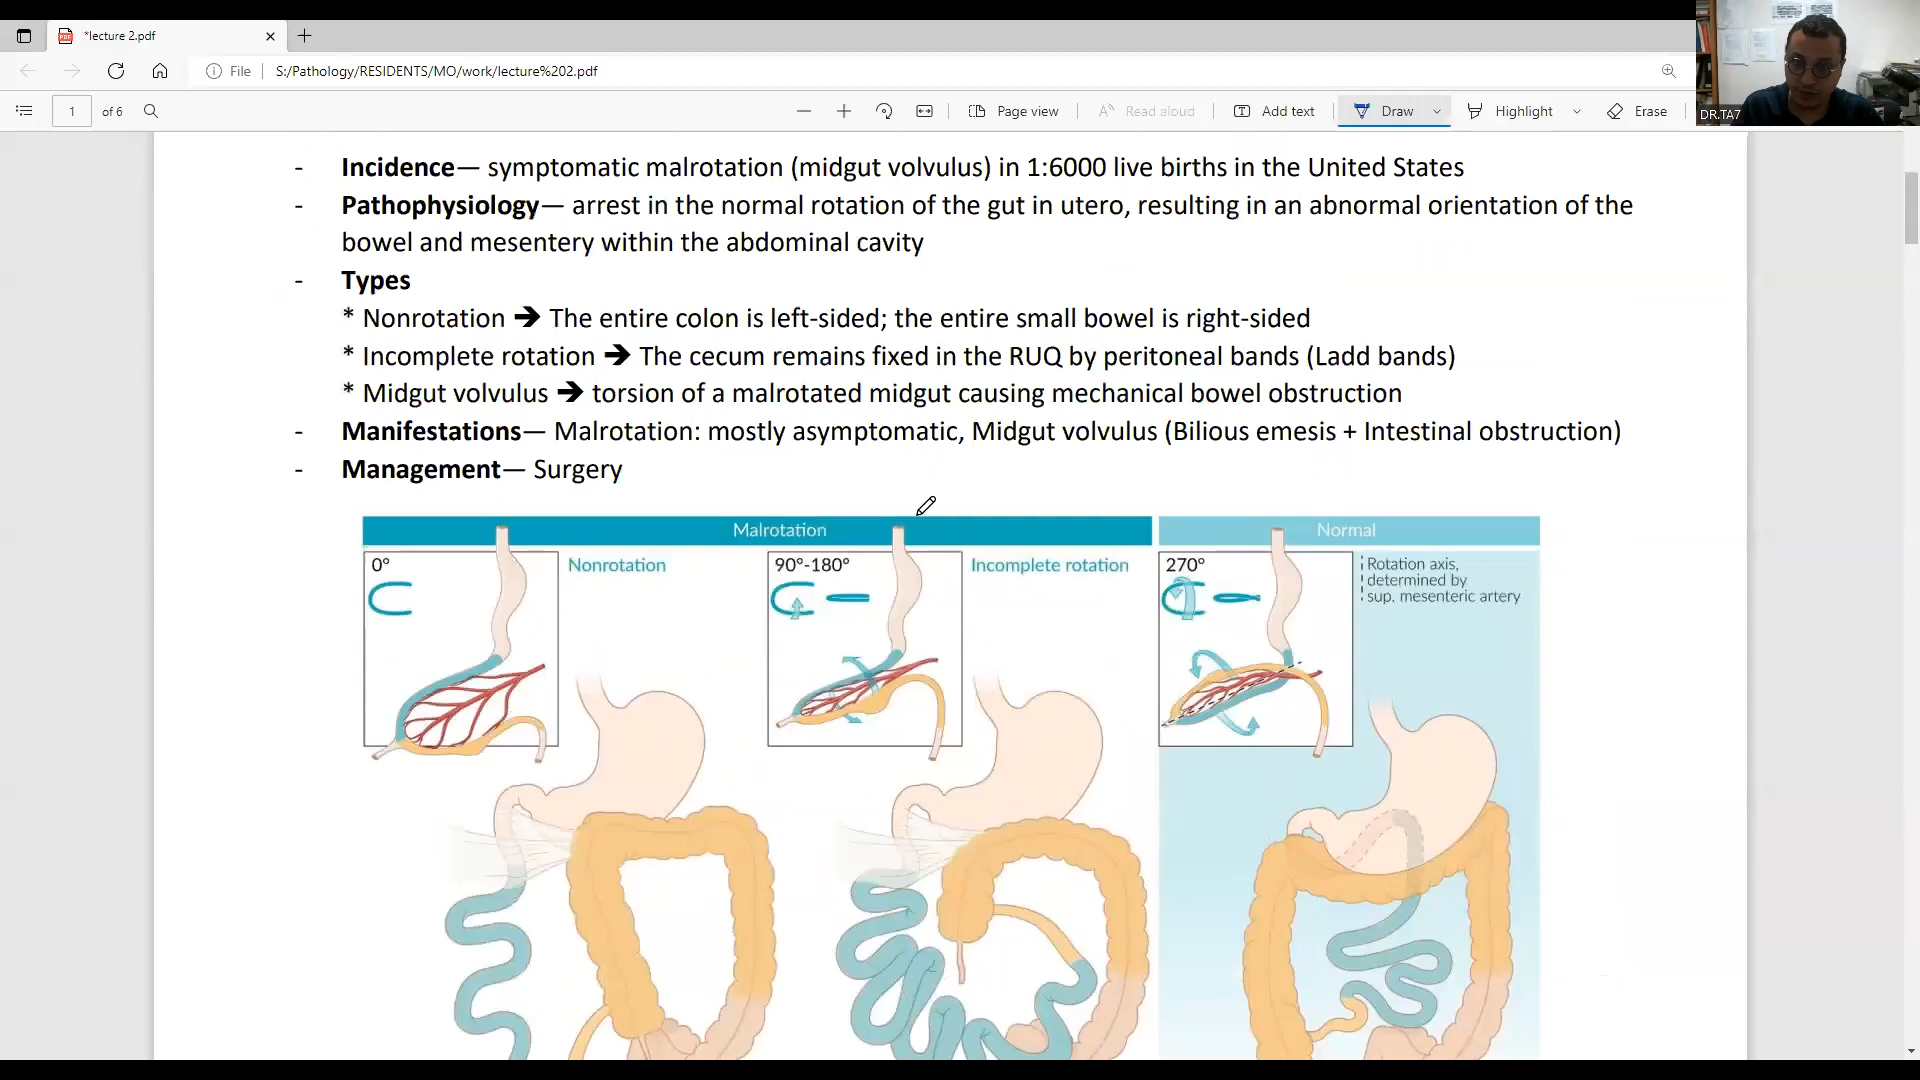 *lecture 2.pdf
File
S:/Pathology/RESIDENTS/MO/work/lecture%202.pdf
1 of 6
Page view
Read aloud
Add text
Draw
Highlight
Erase
DR.TA7
- Incidence— symptomatic malrotation (midgut volvulus) in 1:6000 live births in the United States
- Pathophysiology— arrest in the normal rotation of the gut in utero, resulting in an abnormal orientation of the
bowel and mesentery within the abdominal cavity
- Types
* Nonrotation ➔ The entire colon is left-sided; the entire small bowel is right-sided
* Incomplete rotation ➔ The cecum remains fixed in the RUQ by peritoneal bands (Ladd bands)
* Midgut volvulus ➔ torsion of a malrotated midgut causing mechanical bowel obstruction
- Manifestations— Malrotation: mostly asymptomatic, Midgut volvulus (Bilious emesis + Intestinal obstruction)
- Management— Surgery
Malrotation
Normal
0°
Nonrotation
90°-180°
Incomplete rotation
270°
Rotation axis,
determined by
sup. mesenteric artery